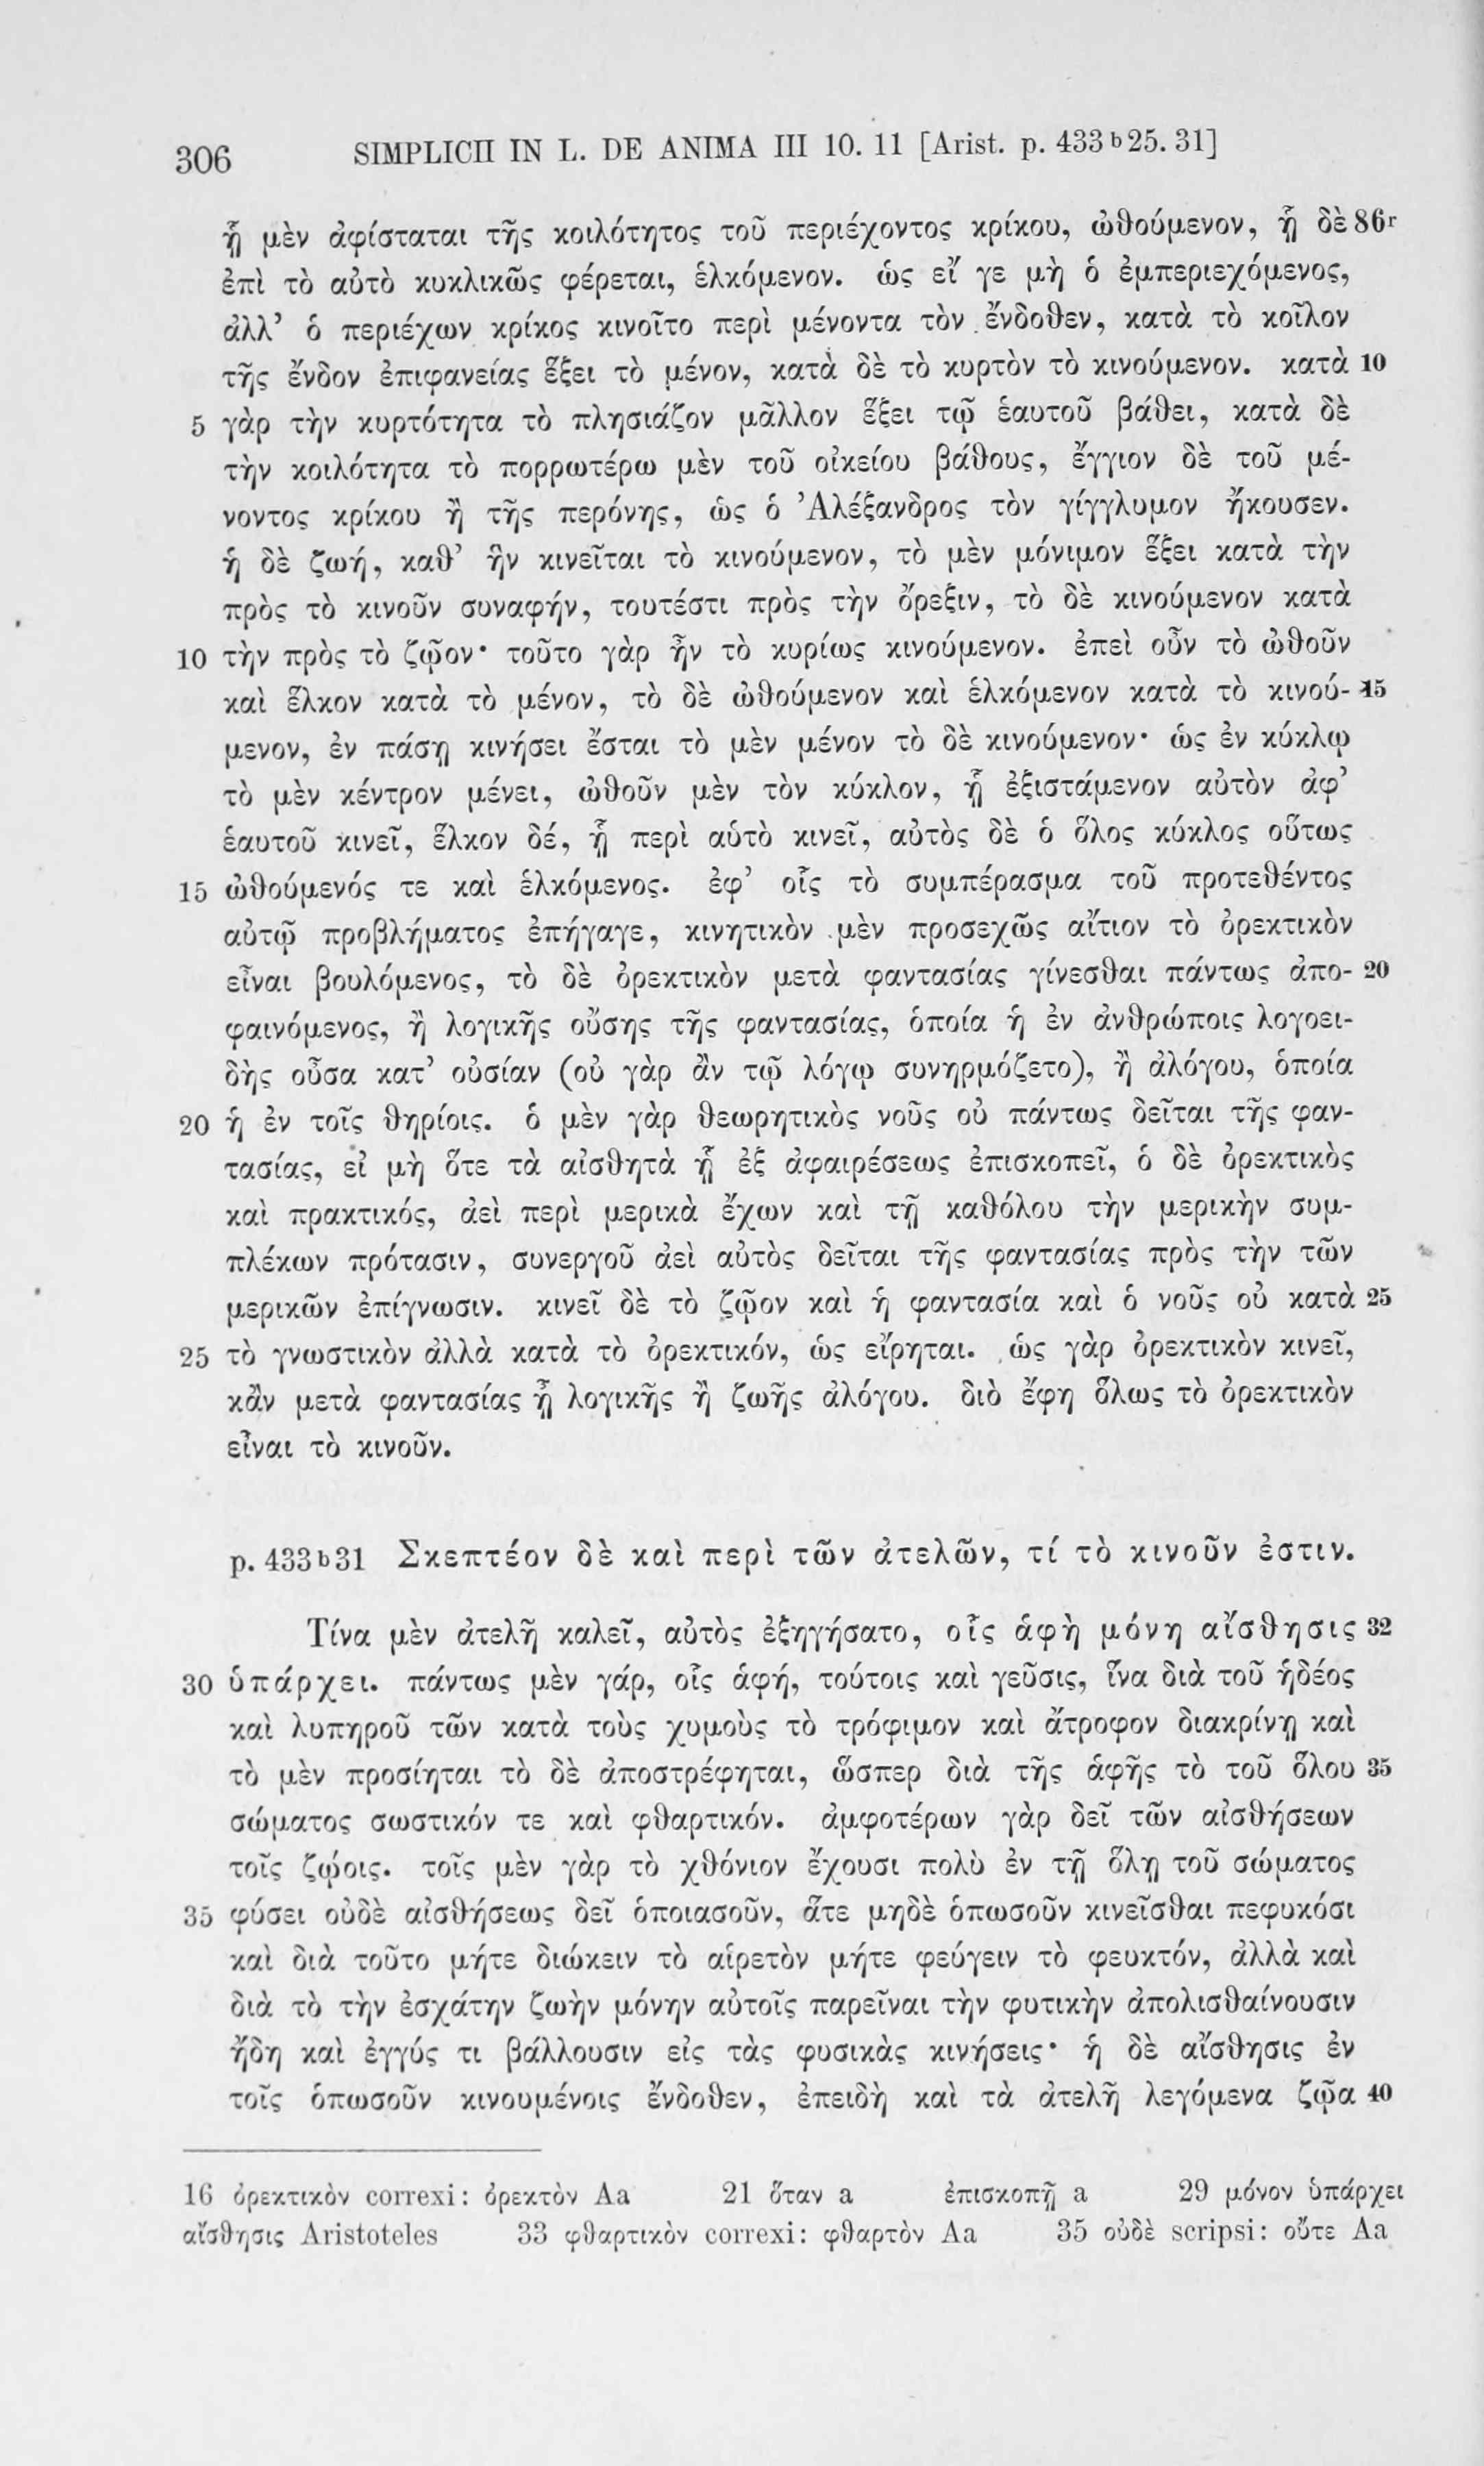 306 SIMPLICII IN L. DE ANIMA III 10. 11 [Arist. p. 433ᵇ25. 31]
ᾗ μὲν ἀφίσταται τῆς κοιλότητος τοῦ περιέχοντος κρίκου, ὠθούμενον, ᾗ δὲ 86ʳ
ἐπὶ τὸ αὐτὸ κυκλικῶς φέρεται, ἑλκόμενον. ὡς εἴ γε μὴ ὁ ἐμπεριεχόμενος,
ἀλλ’ ὁ περιέχων κρίκος κινοῖτο περὶ μένοντα τὸν ἔνδοθεν, κατὰ τὸ κοῖλον
τῆς ἔνδον ἐπιφανείας ἕξει τὸ μένον, κατὰ δὲ τὸ κυρτὸν τὸ κινούμενον. κατὰ 10
5 γὰρ τὴν κυρτότητα τὸ πλησιάζον μᾶλλον ἕξει τῷ ἑαυτοῦ βάθει, κατὰ δὲ
τὴν κοιλότητα τὸ πορρωτέρω μὲν τοῦ οἰκείου βάθους, ἔγγιον δὲ τοῦ μέ-
νοντος κρίκου ἢ τῆς περόνης, ὡς ὁ Ἀλέξανδρος τὸν γίγγλυμον ἤκουσεν.
ἡ δὲ ζωή, καθ’ ἣν κινεῖται τὸ κινούμενον, τὸ μὲν μόνιμον ἕξει κατὰ τὴν
πρὸς τὸ κινοῦν συναφήν, τουτέστι πρὸς τὴν ὄρεξιν, τὸ δὲ κινούμενον κατὰ
10 τὴν πρὸς τὸ ζῷον· τοῦτο γὰρ ἦν τὸ κυρίως κινούμενον. ἐπεὶ οὖν τὸ ὠθοῦν
καὶ ἕλκον κατὰ τὸ μένον, τὸ δὲ ὠθούμενον καὶ ἑλκόμενον κατὰ τὸ κινού- 15
μενον, ἐν πάσῃ κινήσει ἔσται τὸ μὲν μένον τὸ δὲ κινούμενον· ὡς ἐν κύκλῳ
τὸ μὲν κέντρον μένει, ὠθοῦν μὲν τὸν κύκλον, ᾗ ἐξιστάμενον αὐτὸν ἀφ’
ἑαυτοῦ κινεῖ, ἕλκον δέ, ᾗ περὶ αὑτὸ κινεῖ, αὐτὸς δὲ ὁ ὅλος κύκλος οὕτως
15 ὠθούμενός τε καὶ ἑλκόμενος. ἐφ’ οἷς τὸ συμπέρασμα τοῦ προτεθέντος
αὐτῷ προβλήματος ἐπήγαγε, κινητικὸν μὲν προσεχῶς αἴτιον τὸ ὀρεκτικὸν
εἶναι βουλόμενος, τὸ δὲ ὀρεκτικὸν μετὰ φαντασίας γίνεσθαι πάντως ἀπο- 20
φαινόμενος, ἢ λογικῆς οὔσης τῆς φαντασίας, ὁποία ἡ ἐν ἀνθρώποις λογοει-
δὴς οὖσα κατ’ οὐσίαν (οὐ γὰρ ἂν τῷ λόγῳ συνηρμόζετο), ἢ ἀλόγου, ὁποία
20 ἡ ἐν τοῖς θηρίοις. ὁ μὲν γὰρ θεωρητικὸς νοῦς οὐ πάντως δεῖται τῆς φαν-
τασίας, εἰ μὴ ὅτε τὰ αἰσθητὰ ᾗ ἐξ ἀφαιρέσεως ἐπισκοπεῖ, ὁ δὲ ὀρεκτικὸς
καὶ πρακτικός, ἀεὶ περὶ μερικὰ ἔχων καὶ τῇ καθόλου τὴν μερικὴν συμ-
πλέκων πρότασιν, συνεργοῦ ἀεὶ αὐτὸς δεῖται τῆς φαντασίας πρὸς τὴν τῶν
μερικῶν ἐπίγνωσιν. κινεῖ δὲ τὸ ζῷον καὶ ἡ φαντασία καὶ ὁ νοῦς οὐ κατὰ 25
25 τὸ γνωστικὸν ἀλλὰ κατὰ τὸ ὀρεκτικόν, ὡς εἴρηται. ὡς γὰρ ὀρεκτικὸν κινεῖ,
κἂν μετὰ φαντασίας ᾖ λογικῆς ἢ ζωῆς ἀλόγου. διὸ ἔφη ὅλως τὸ ὀρεκτικὸν
εἶναι τὸ κινοῦν.
p. 433ᵇ31 Σκεπτέον δὲ καὶ περὶ τῶν ἀτελῶν, τί τὸ κινοῦν ἐστιν.
Τίνα μὲν ἀτελῆ καλεῖ, αὐτὸς ἐξηγήσατο, οἷς ἁφὴ μόνη αἴσθησις 32
30 ὑπάρχει. πάντως μὲν γάρ, οἷς ἁφή, τούτοις καὶ γεῦσις, ἵνα διὰ τοῦ ἡδέος
καὶ λυπηροῦ τῶν κατὰ τοὺς χυμοὺς τὸ τρόφιμον καὶ ἄτροφον διακρίνῃ καὶ
τὸ μὲν προσίηται τὸ δὲ ἀποστρέφηται, ὥσπερ διὰ τῆς ἁφῆς τὸ τοῦ ὅλου 35
σώματος σωστικόν τε καὶ φθαρτικόν. ἀμφοτέρων γὰρ δεῖ τῶν αἰσθήσεων
τοῖς ζῴοις. τοῖς μὲν γὰρ τὸ χθόνιον ἔχουσι πολὺ ἐν τῇ ὅλῃ τοῦ σώματος
35 φύσει οὐδὲ αἰσθήσεως δεῖ ὁποιασοῦν, ἅτε μηδὲ ὁπωσοῦν κινεῖσθαι πεφυκόσι
καὶ διὰ τοῦτο μήτε διώκειν τὸ αἱρετὸν μήτε φεύγειν τὸ φευκτόν, ἀλλὰ καὶ
διὰ τὸ τὴν ἐσχάτην ζωὴν μόνην αὐτοῖς παρεῖναι τὴν φυτικὴν ἀπολισθαίνουσιν
ἤδη καὶ ἐγγύς τι βάλλουσιν εἰς τὰς φυσικὰς κινήσεις· ἡ δὲ αἴσθησις ἐν
τοῖς ὁπωσοῦν κινουμένοις ἔνδοθεν, ἐπειδὴ καὶ τὰ ἀτελῆ λεγόμενα ζῷα 40
16 ὀρεκτικὸν correxi: ὀρεκτὸν Aa 21 ὅταν a ἐπισκοπῇ a 29 μόνον ὑπάρχει
αἴσθησις Aristoteles 33 φθαρτικὸν correxi: φθαρτὸν Aa 35 οὐδὲ scripsi: οὔτε Aa